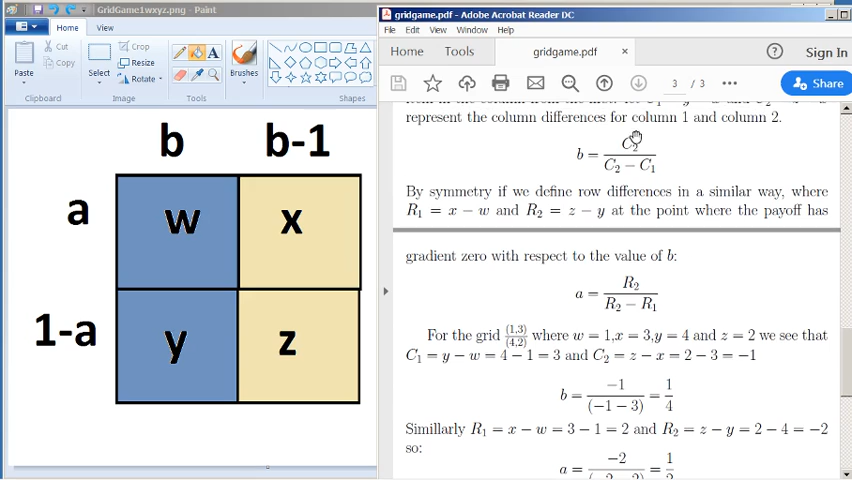 GridGame1wxyz.png - Paint
Home
View
Paste
Cut
Copy
Clipboard
Select
Crop
Resize
Rotate
Image
A
Tools
Brushes
Shapes
b b-1
a w x
1-a y z
gridgame.pdf - Adobe Acrobat Reader DC
File Edit View Window Help
Home Tools gridgame.pdf × ? Sign In
3 / 3 Share
represent the column differences for column 1 and column 2.
b = C₂ / (C₂ − C₁)
By symmetry if we define row differences in a similar way, where
R₁ = x − w and R₂ = z − y at the point where the payoff has
gradient zero with respect to the value of b:
a = R₂ / (R₂ − R₁)
For the grid (1,3)/(4,2) where w = 1, x = 3, y = 4 and z = 2 we see that
C₁ = y − w = 4 − 1 = 3 and C₂ = z − x = 2 − 3 = −1
b = −1 / (−1 − 3) = 1/4
Simillarly R₁ = x − w = 3 − 1 = 2 and R₂ = z − y = 2 − 4 = −2
so: